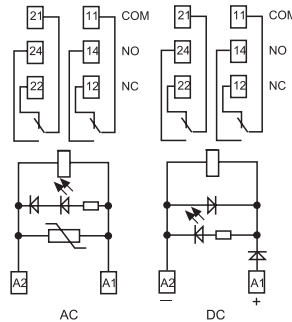 21 11 COM 21 11 COM
24 14 NO 24 14 NO
22 12 NC 22 12 NC
A2 A1 A2 A1
− +
AC DC